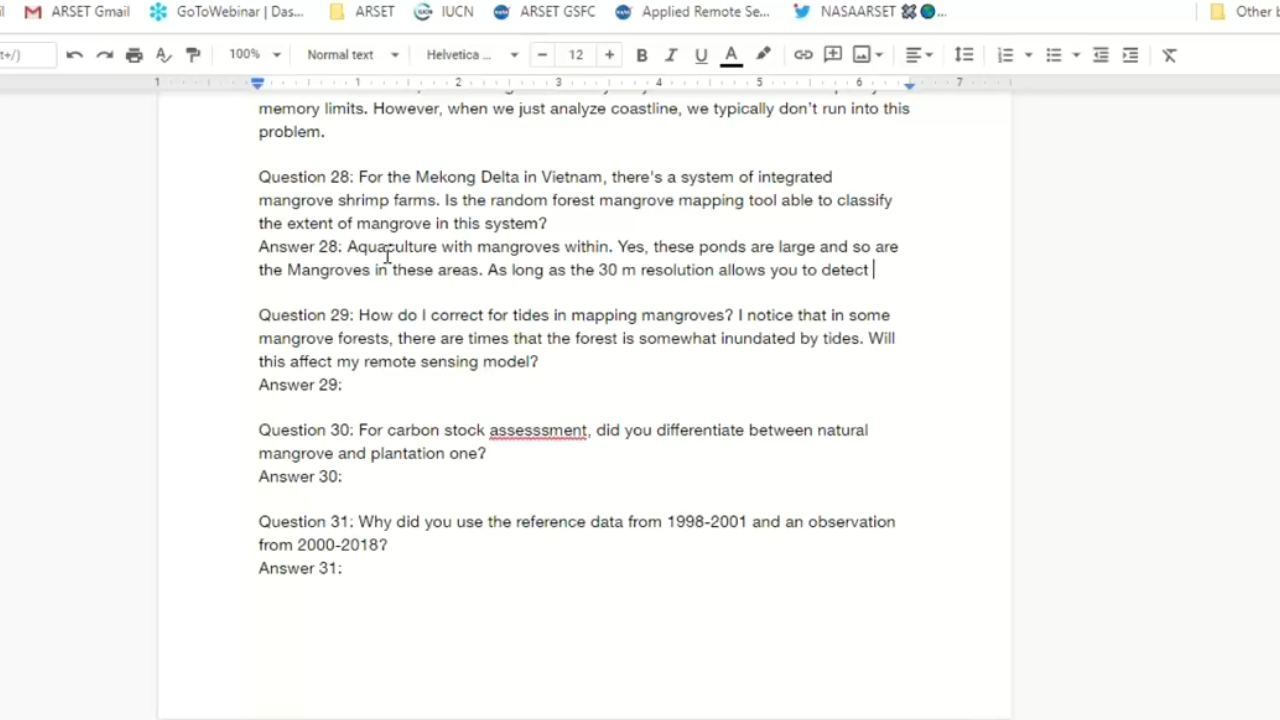 ARSET Gmail GoToWebinar | Das... ARSET IUCN ARSET GSFC Applied Remote Se... NASAARSET Other b
t+/) 100% Normal text Helvetica ... 12 B I U A
1 1 2 3 4 5 6 7
memory limits. However, when we just analyze coastline, we typically don't run into this
problem.
Question 28: For the Mekong Delta in Vietnam, there's a system of integrated
mangrove shrimp farms. Is the random forest mangrove mapping tool able to classify
the extent of mangrove in this system?
Answer 28: Aquaculture with mangroves within. Yes, these ponds are large and so are
the Mangroves in these areas. As long as the 30 m resolution allows you to detect
Question 29: How do I correct for tides in mapping mangroves? I notice that in some
mangrove forests, there are times that the forest is somewhat inundated by tides. Will
this affect my remote sensing model?
Answer 29:
Question 30: For carbon stock assesssment, did you differentiate between natural
mangrove and plantation one?
Answer 30:
Question 31: Why did you use the reference data from 1998-2001 and an observation
from 2000-2018?
Answer 31: